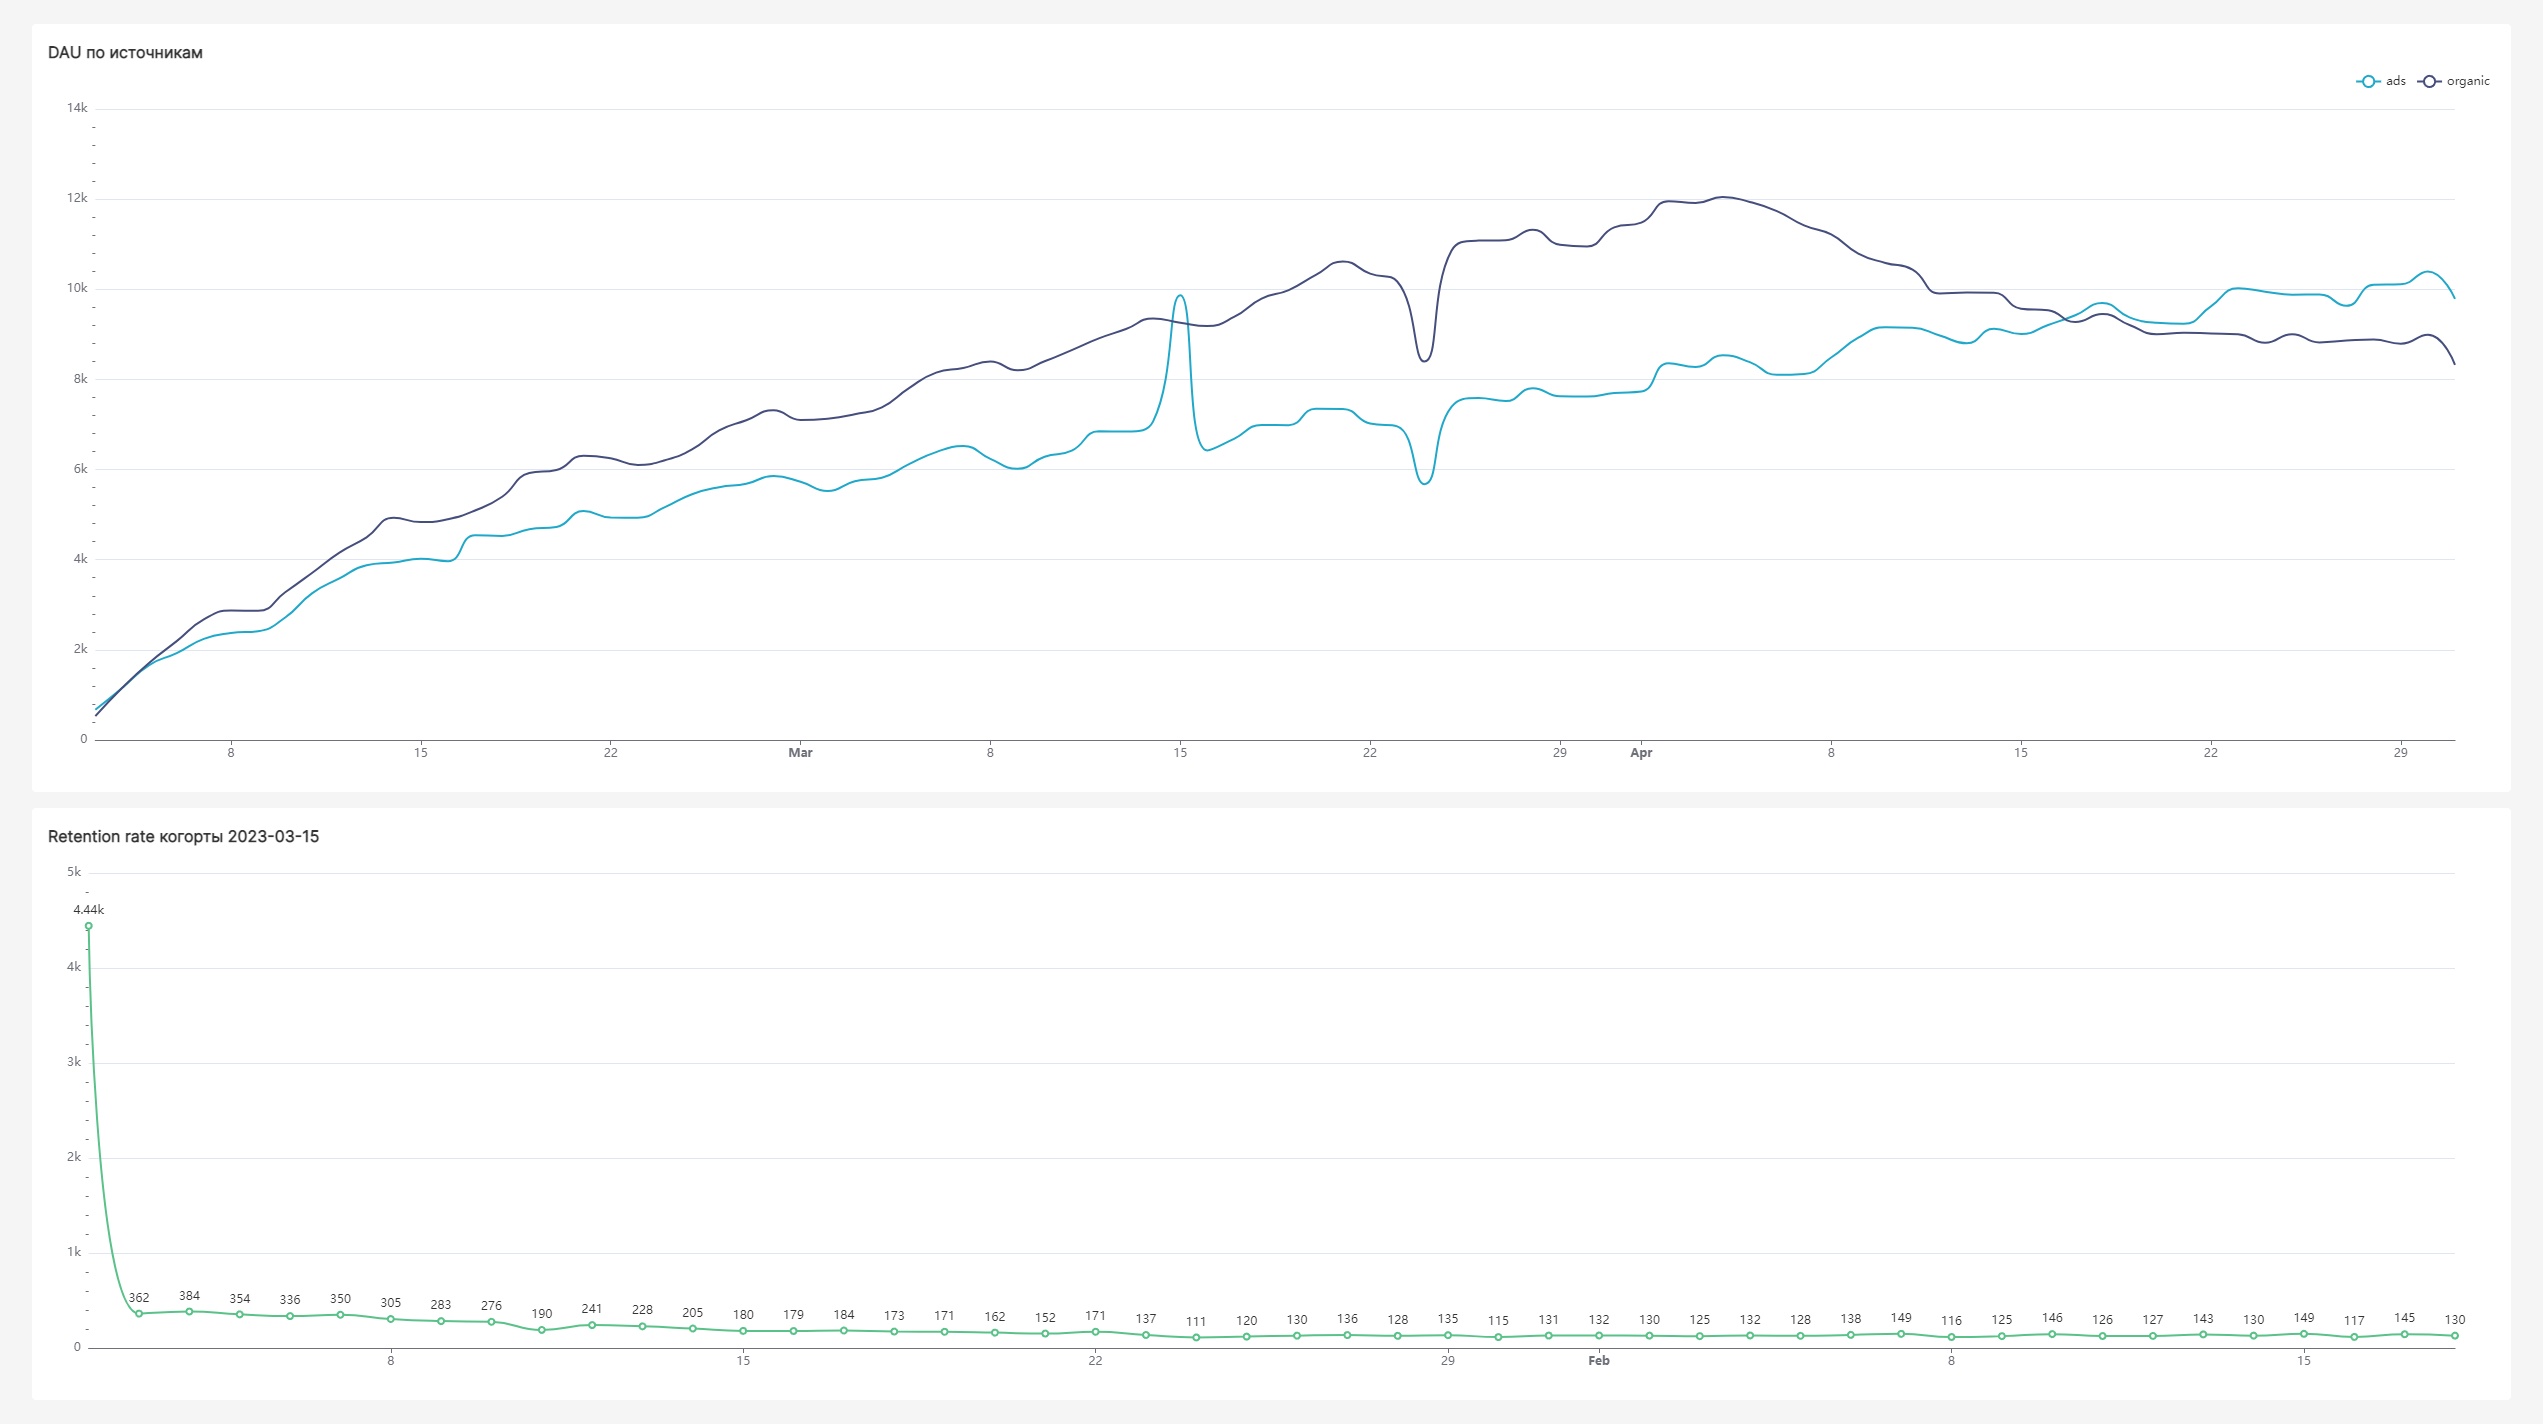 DAU по источникам
ads organic
14k
12k
10k
8k
6k
4k
2k
0
8 15 22 Mar 8 15 22 29 Apr 8 15 22 29
Retention rate когорты 2023-03-15
5k
4.44k
4k
3k
2k
1k
362 384 354 336 350 305 283 276 190 241 228 205 180 179 184 173 171 162 152 171 137 111 120 130 136 128 135 115 131 132 130 125 132 128 138 149 116 125 146 126 127 143 130 149 117 145 130
0
8 15 22 29 Feb 8 15